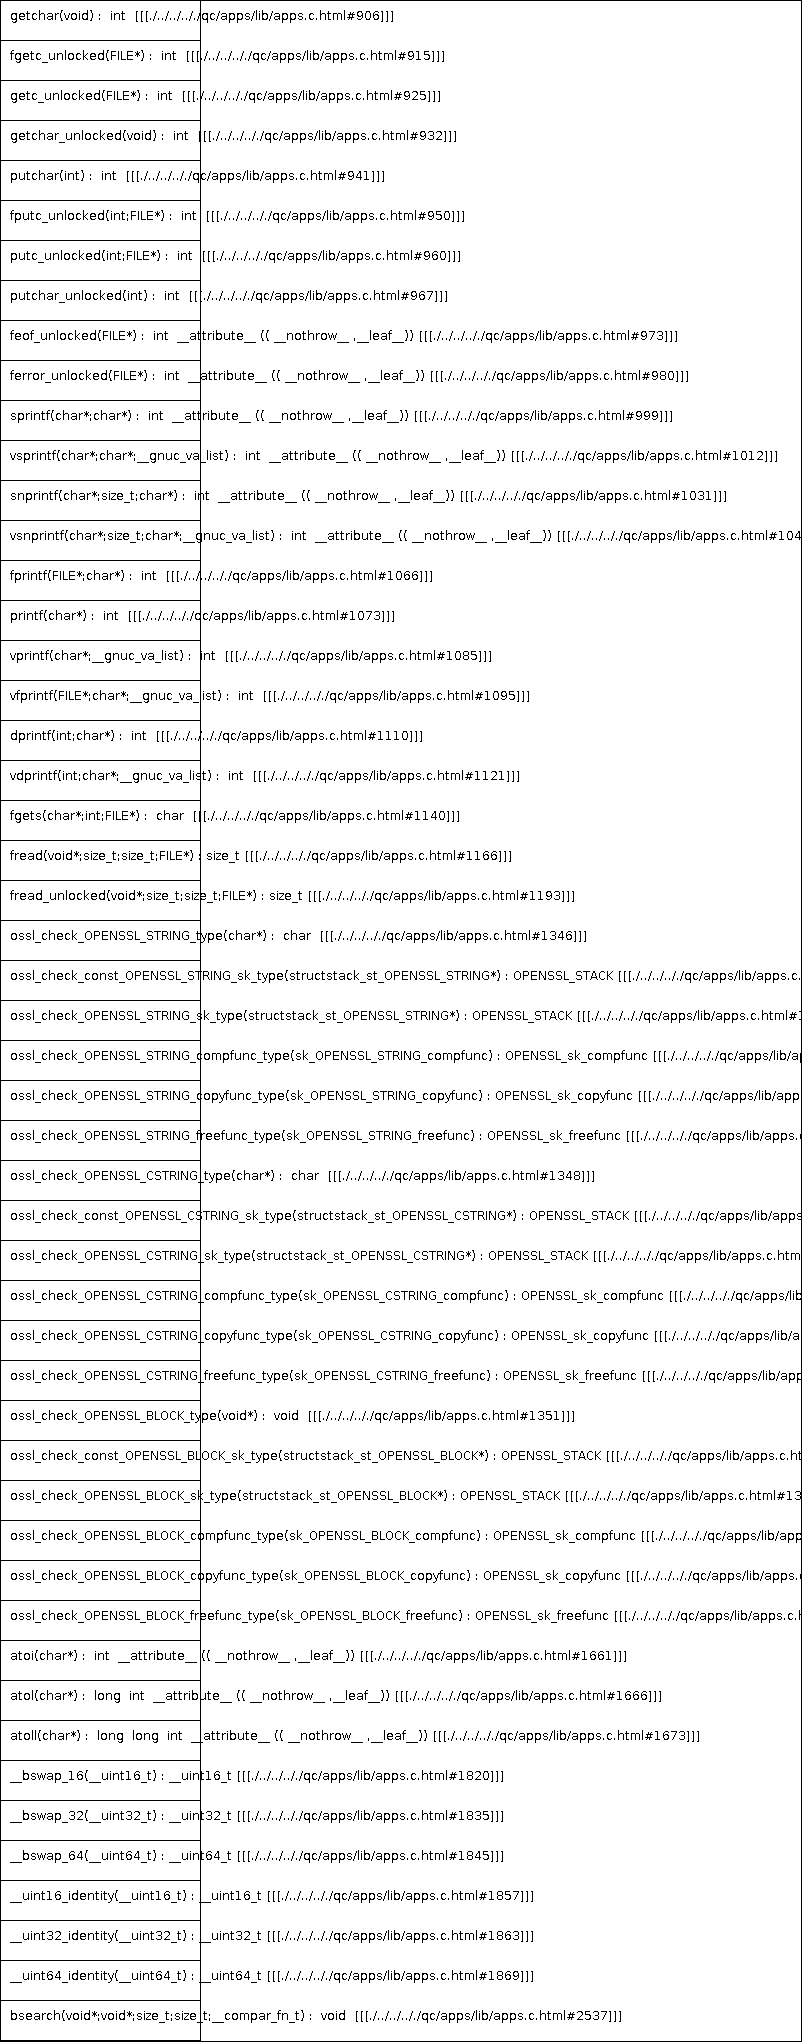 getchar(void) : int [[[./../../../qc/apps/lib/apps.c.html#906]]]
fgetc_unlocked(FILE*) : int [[[./../../../qc/apps/lib/apps.c.html#915]]]
getc_unlocked(FILE*) : int [[[./../../../qc/apps/lib/apps.c.html#925]]]
getchar_unlocked(void) : int [[[./../../../qc/apps/lib/apps.c.html#932]]]
putchar(int) : int [[[./../../../qc/apps/lib/apps.c.html#941]]]
fputc_unlocked(int;FILE*) : int [[[./../../../qc/apps/lib/apps.c.html#950]]]
putc_unlocked(int;FILE*) : int [[[./../../../qc/apps/lib/apps.c.html#960]]]
putchar_unlocked(int) : int [[[./../../../qc/apps/lib/apps.c.html#967]]]
feof_unlocked(FILE*) : int __attribute__ (( __nothrow__ ,__leaf__)) [[[./../../../qc/apps/lib/apps.c.html#973]]]
ferror_unlocked(FILE*) : int __attribute__ (( __nothrow__ ,__leaf__)) [[[./../../../qc/apps/lib/apps.c.html#980]]]
sprintf(char*;char*) : int __attribute__ (( __nothrow__ ,__leaf__)) [[[./../../../qc/apps/lib/apps.c.html#999]]]
vsprintf(char*;char*;__gnuc_va_list) : int __attribute__ (( __nothrow__ ,__leaf__)) [[[./../../../qc/apps/lib/apps.c.html#1012]]]
snprintf(char*;size_t;char*) : int __attribute__ (( __nothrow__ ,__leaf__)) [[[./../../../qc/apps/lib/apps.c.html#1031]]]
vsnprintf(char*;size_t;char*;__gnuc_va_list) : int __attribute__ (( __nothrow__ ,__leaf__)) [[[./../../../qc/apps/lib/apps.c.html#104
fprintf(FILE*;char*) : int [[[./../../../qc/apps/lib/apps.c.html#1066]]]
printf(char*) : int [[[./../../../qc/apps/lib/apps.c.html#1073]]]
vprintf(char*;__gnuc_va_list) : int [[[./../../../qc/apps/lib/apps.c.html#1085]]]
vfprintf(FILE*;char*;__gnuc_va_list) : int [[[./../../../qc/apps/lib/apps.c.html#1095]]]
dprintf(int;char*) : int [[[./../../../qc/apps/lib/apps.c.html#1110]]]
vdprintf(int;char*;__gnuc_va_list) : int [[[./../../../qc/apps/lib/apps.c.html#1121]]]
fgets(char*;int;FILE*) : char [[[./../../../qc/apps/lib/apps.c.html#1140]]]
fread(void*;size_t;size_t;FILE*) : size_t [[[./../../../qc/apps/lib/apps.c.html#1166]]]
fread_unlocked(void*;size_t;size_t;FILE*) : size_t [[[./../../../qc/apps/lib/apps.c.html#1193]]]
ossl_check_OPENSSL_STRING_type(char*) : char [[[./../../../qc/apps/lib/apps.c.html#1346]]]
ossl_check_const_OPENSSL_STRING_sk_type(structstack_st_OPENSSL_STRING*) : OPENSSL_STACK [[[./../../../qc/apps/lib/apps.c.
ossl_check_OPENSSL_STRING_sk_type(structstack_st_OPENSSL_STRING*) : OPENSSL_STACK [[[./../../../qc/apps/lib/apps.c.html#1
ossl_check_OPENSSL_STRING_compfunc_type(sk_OPENSSL_STRING_compfunc) : OPENSSL_sk_compfunc [[[./../../../qc/apps/lib/ap
ossl_check_OPENSSL_STRING_copyfunc_type(sk_OPENSSL_STRING_copyfunc) : OPENSSL_sk_copyfunc [[[./../../../qc/apps/lib/app
ossl_check_OPENSSL_STRING_freefunc_type(sk_OPENSSL_STRING_freefunc) : OPENSSL_sk_freefunc [[[./../../../qc/apps/lib/apps.
ossl_check_OPENSSL_CSTRING_type(char*) : char [[[./../../../qc/apps/lib/apps.c.html#1348]]]
ossl_check_const_OPENSSL_CSTRING_sk_type(structstack_st_OPENSSL_CSTRING*) : OPENSSL_STACK [[[./../../../qc/apps/lib/apps
ossl_check_OPENSSL_CSTRING_sk_type(structstack_st_OPENSSL_CSTRING*) : OPENSSL_STACK [[[./../../../qc/apps/lib/apps.c.htm
ossl_check_OPENSSL_CSTRING_compfunc_type(sk_OPENSSL_CSTRING_compfunc) : OPENSSL_sk_compfunc [[[./../../../qc/apps/lib
ossl_check_OPENSSL_CSTRING_copyfunc_type(sk_OPENSSL_CSTRING_copyfunc) : OPENSSL_sk_copyfunc [[[./../../../qc/apps/lib/a
ossl_check_OPENSSL_CSTRING_freefunc_type(sk_OPENSSL_CSTRING_freefunc) : OPENSSL_sk_freefunc [[[./../../../qc/apps/lib/app
ossl_check_OPENSSL_BLOCK_type(void*) : void [[[./../../../qc/apps/lib/apps.c.html#1351]]]
ossl_check_const_OPENSSL_BLOCK_sk_type(structstack_st_OPENSSL_BLOCK*) : OPENSSL_STACK [[[./../../../qc/apps/lib/apps.c.ht
ossl_check_OPENSSL_BLOCK_sk_type(structstack_st_OPENSSL_BLOCK*) : OPENSSL_STACK [[[./../../../qc/apps/lib/apps.c.html#13
ossl_check_OPENSSL_BLOCK_compfunc_type(sk_OPENSSL_BLOCK_compfunc) : OPENSSL_sk_compfunc [[[./../../../qc/apps/lib/app
ossl_check_OPENSSL_BLOCK_copyfunc_type(sk_OPENSSL_BLOCK_copyfunc) : OPENSSL_sk_copyfunc [[[./../../../qc/apps/lib/apps.
ossl_check_OPENSSL_BLOCK_freefunc_type(sk_OPENSSL_BLOCK_freefunc) : OPENSSL_sk_freefunc [[[./../../../qc/apps/lib/apps.c.h
atoi(char*) : int __attribute__ (( __nothrow__ ,__leaf__)) [[[./../../../qc/apps/lib/apps.c.html#1661]]]
atol(char*) : long int __attribute__ (( __nothrow__ ,__leaf__)) [[[./../../../qc/apps/lib/apps.c.html#1666]]]
atoll(char*) : long long int __attribute__ (( __nothrow__ ,__leaf__)) [[[./../../../qc/apps/lib/apps.c.html#1673]]]
__bswap_16(__uint16_t) : __uint16_t [[[./../../../qc/apps/lib/apps.c.html#1820]]]
__bswap_32(__uint32_t) : __uint32_t [[[./../../../qc/apps/lib/apps.c.html#1835]]]
__bswap_64(__uint64_t) : __uint64_t [[[./../../../qc/apps/lib/apps.c.html#1845]]]
__uint16_identity(__uint16_t) : __uint16_t [[[./../../../qc/apps/lib/apps.c.html#1857]]]
__uint32_identity(__uint32_t) : __uint32_t [[[./../../../qc/apps/lib/apps.c.html#1863]]]
__uint64_identity(__uint64_t) : __uint64_t [[[./../../../qc/apps/lib/apps.c.html#1869]]]
bsearch(void*;void*;size_t;size_t;__compar_fn_t) : void [[[./../../../qc/apps/lib/apps.c.html#2537]]]